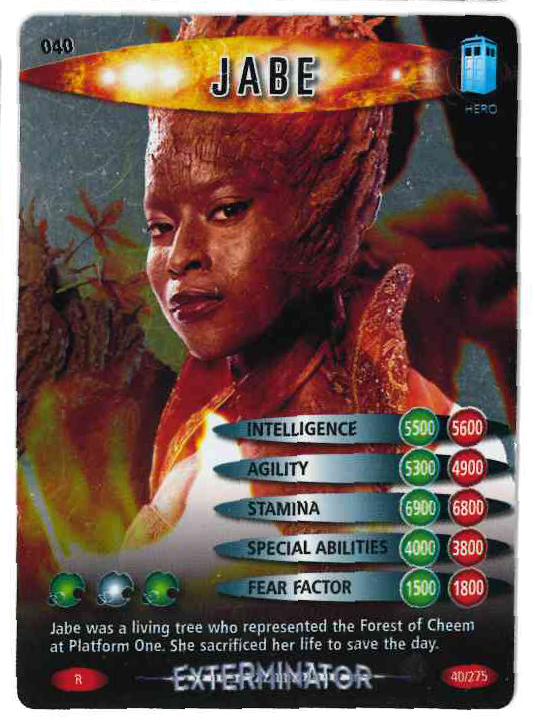 040
JABE
HERO
INTELLIGENCE 5500 5600
AGILITY 5300 4900
STAMINA 6900 6800
SPECIAL ABILITIES 4000 3800
FEAR FACTOR 1500 1800
Jabe was a living tree who represented the Forest of Cheem
at Platform One. She sacrificed her life to save the day.
R EXTERMINATOR 40/275